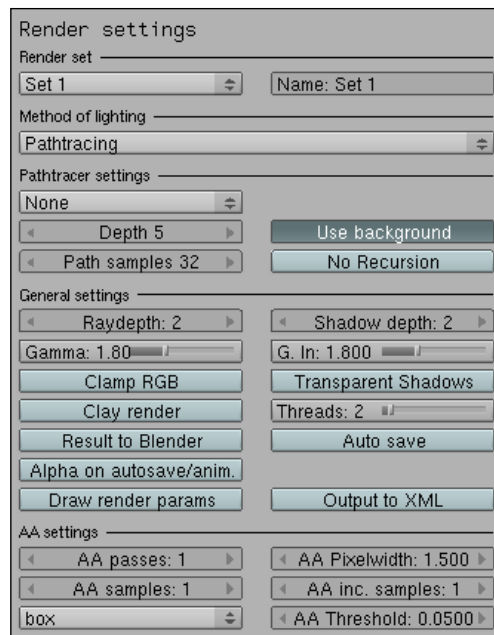 Render settings
Render set
Set 1 Name: Set 1
Method of lighting
Pathtracing
Pathtracer settings
None
Depth 5 Use background
Path samples 32 No Recursion
General settings
Raydepth: 2 Shadow depth: 2
Gamma: 1.80 G. In: 1.800
Clamp RGB Transparent Shadows
Clay render Threads: 2
Result to Blender Auto save
Alpha on autosave/anim.
Draw render params Output to XML
AA settings
AA passes: 1 AA Pixelwidth: 1.500
AA samples: 1 AA inc. samples: 1
box AA Threshold: 0.0500